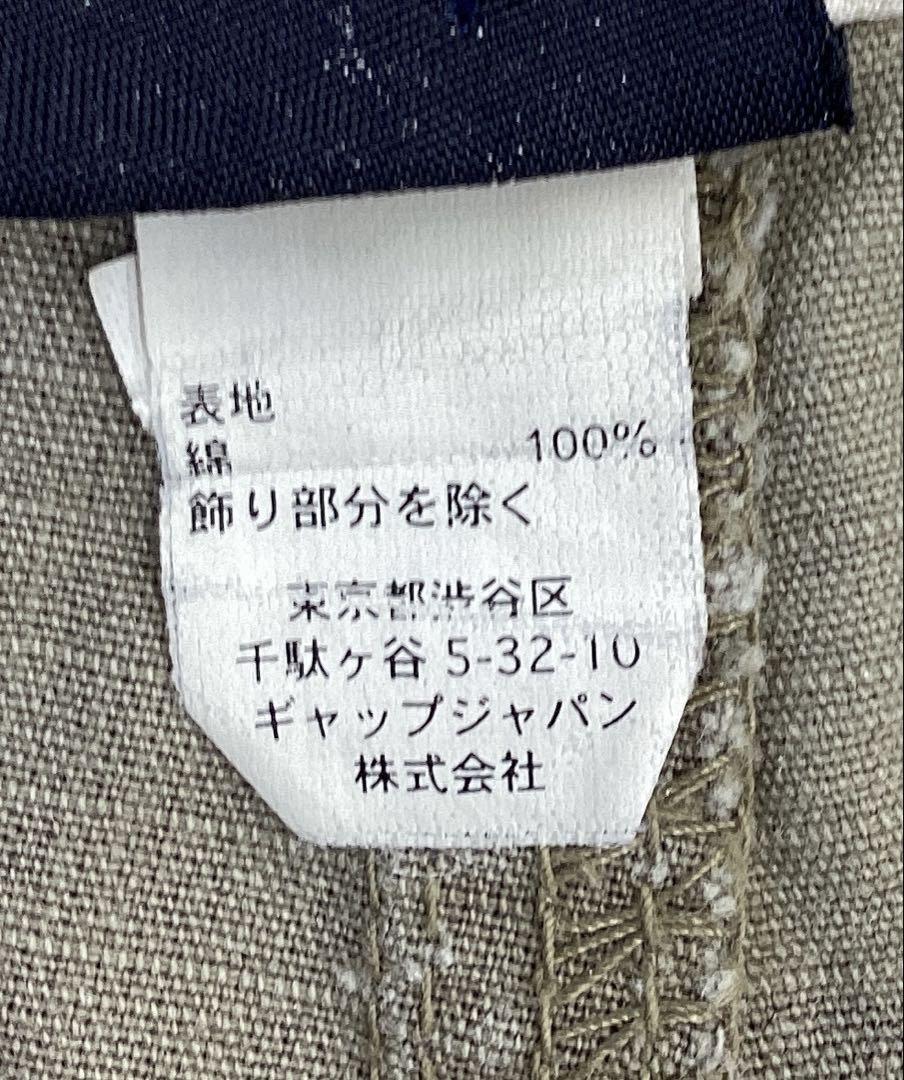 表地
綿 100%
飾り部分を除く
東京都渋谷区
千駄ヶ谷 5-32-10
ギャップジャパン
株式会社